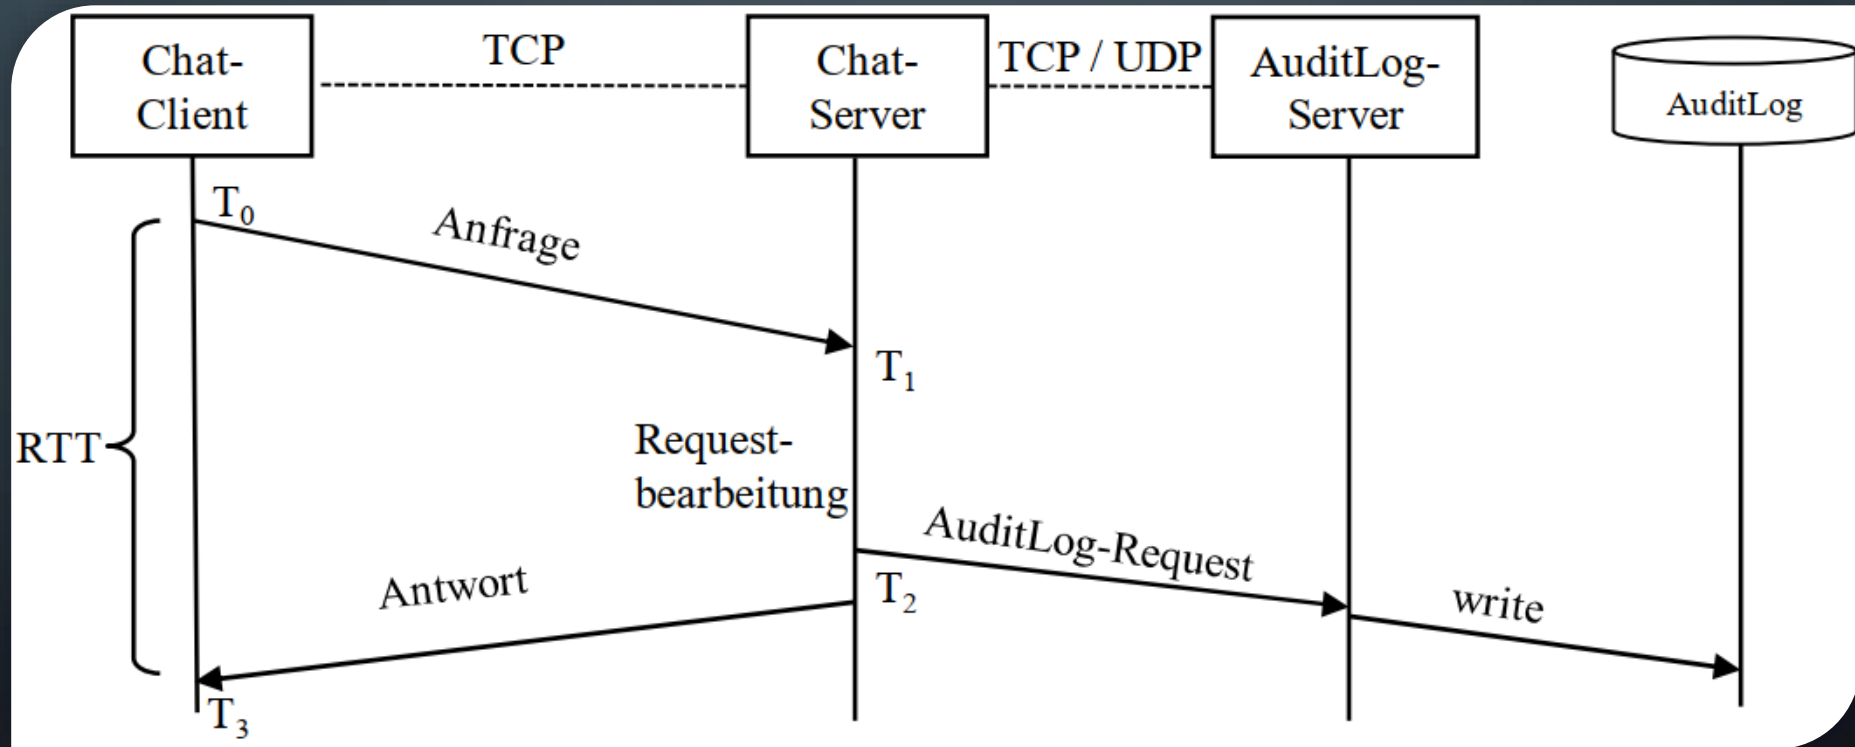 Chat-
Client
TCP
Chat-
Server
TCP / UDP
AuditLog-
Server
AuditLog
T₀
Anfrage
T₁
RTT
Request-
bearbeitung
AuditLog-Request
Antwort
T₂
write
T₃